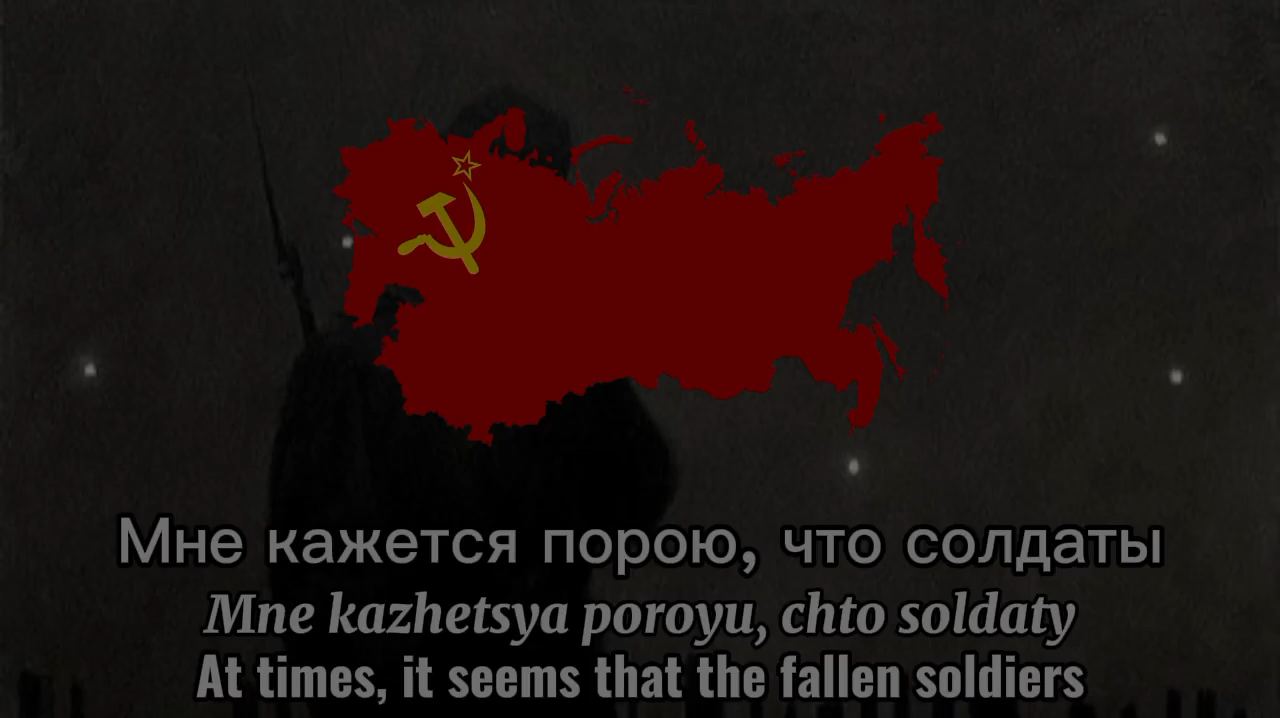 Мне кажется порою, что солдаты
Mne kazhetsya poroyu, chto soldaty
At times, it seems that the fallen soldiers